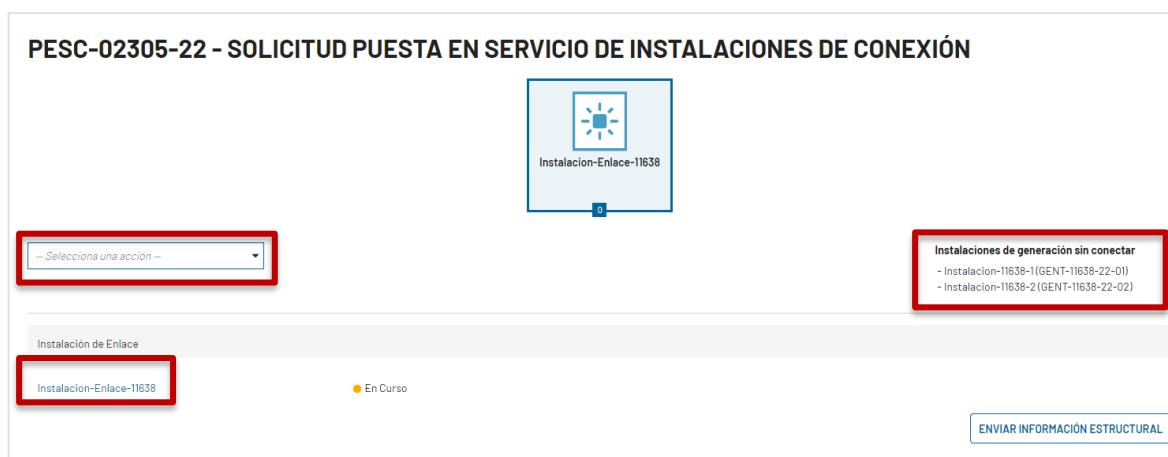 PESC-02305-22 - SOLICITUD PUESTA EN SERVICIO DE INSTALACIONES DE CONEXIÓN
Instalacion-Enlace-11638
0
— Selecciona una acción —
Instalaciones de generación sin conectar
- Instalacion-11638-1 (GENT-11638-22-01)
- Instalacion-11638-2 (GENT-11638-22-02)
Instalación de Enlace
Instalacion-Enlace-11638
En Curso
ENVIAR INFORMACIÓN ESTRUCTURAL